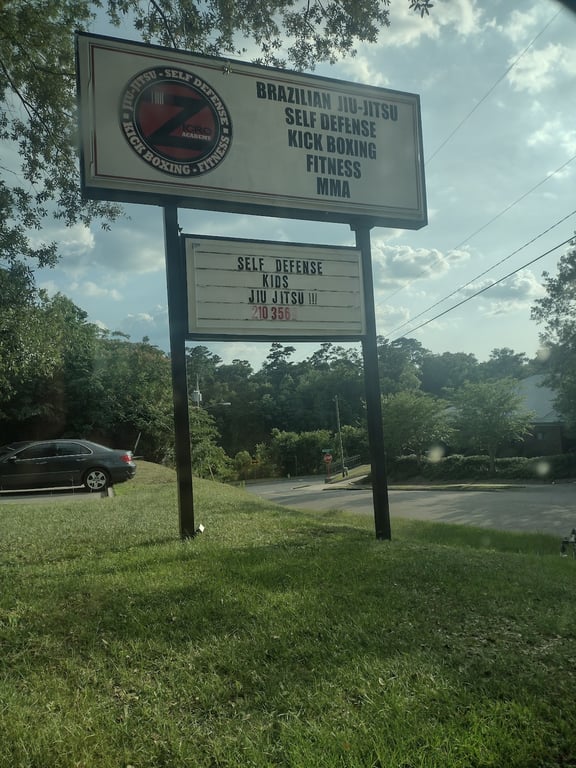 JIU-JITSU - SELF DEFENSE
ACADEMY
KICK BOXING - FITNESS
BRAZILIAN JIU-JITSU
SELF DEFENSE
KICK BOXING
FITNESS
MMA
SELF DEFENSE
KIDS
JIU JITSU !!!
210 356